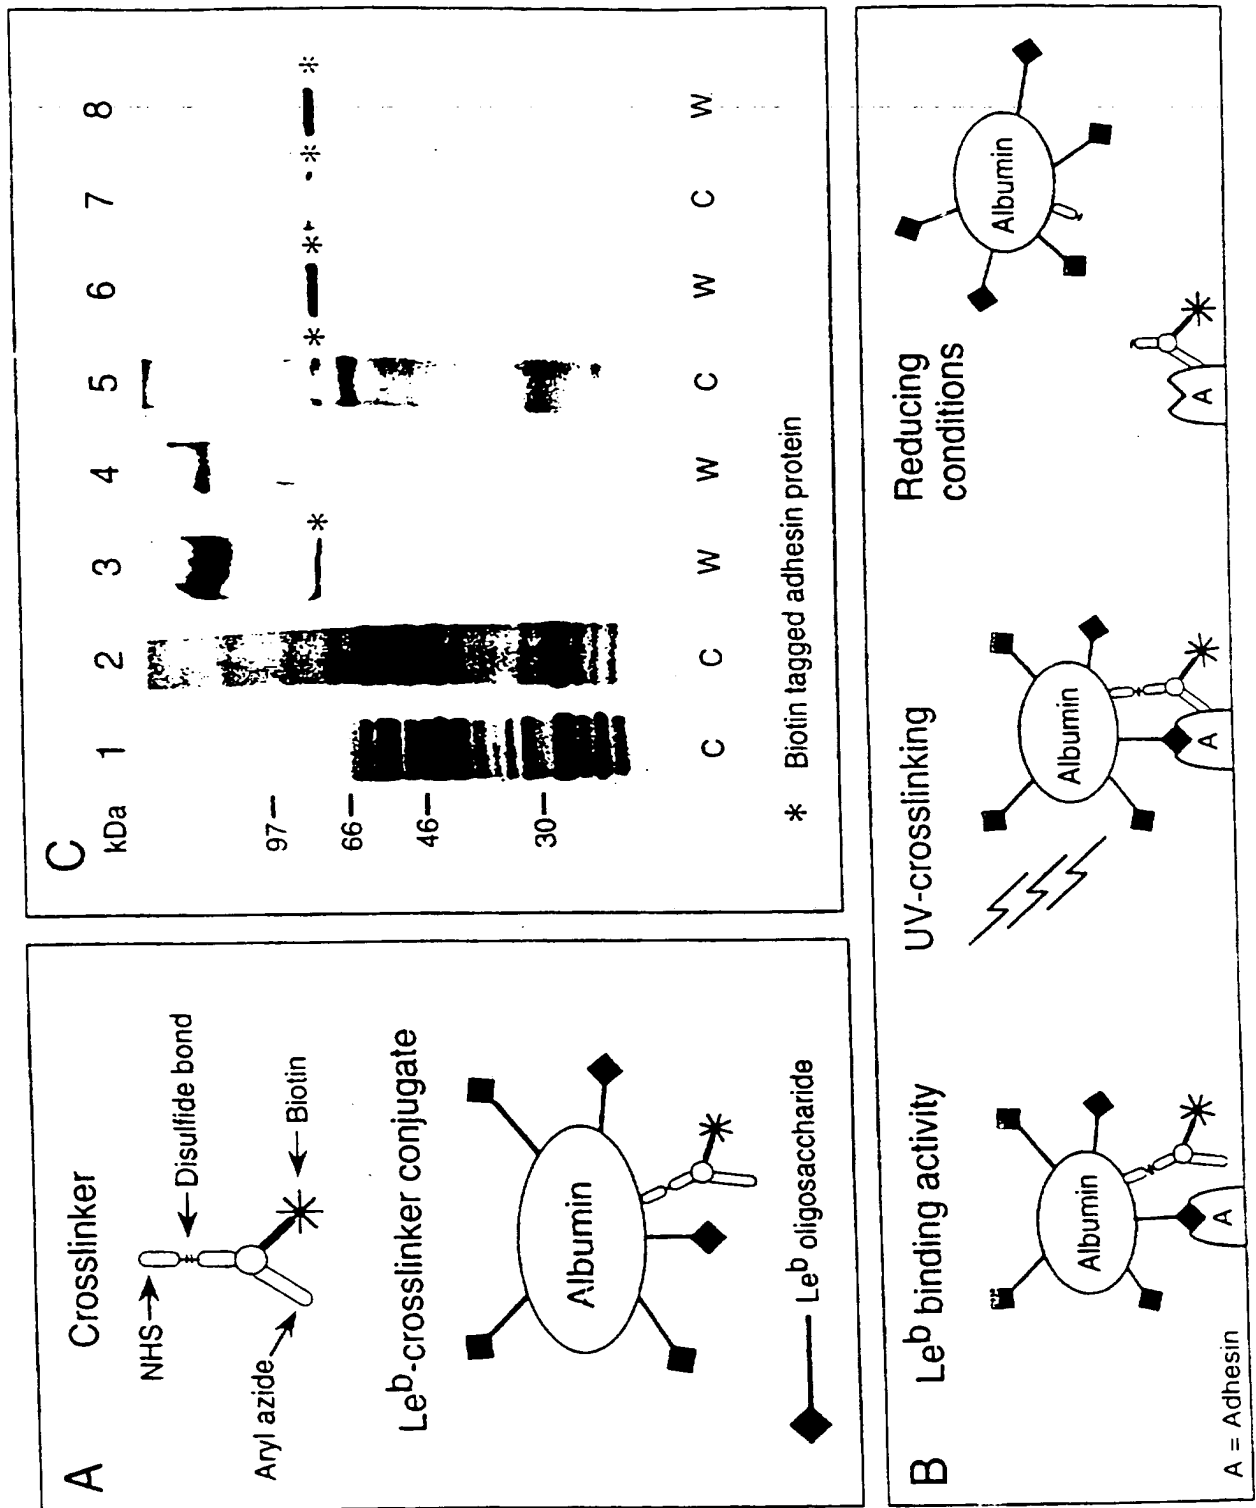 A
Crosslinker
NHS
Disulfide bond
Aryl azide
Biotin
Le^b-crosslinker conjugate
Albumin
Le^b oligosaccharide
C
kDa
1 2 3 4 5 6 7 8
97
66
46
30
* * * * * 
C C W W C W C W
* Biotin tagged adhesin protein
B
Le^b binding activity
UV-crosslinking
Reducing
conditions
Albumin
Albumin
Albumin
A
A
A
A = Adhesin